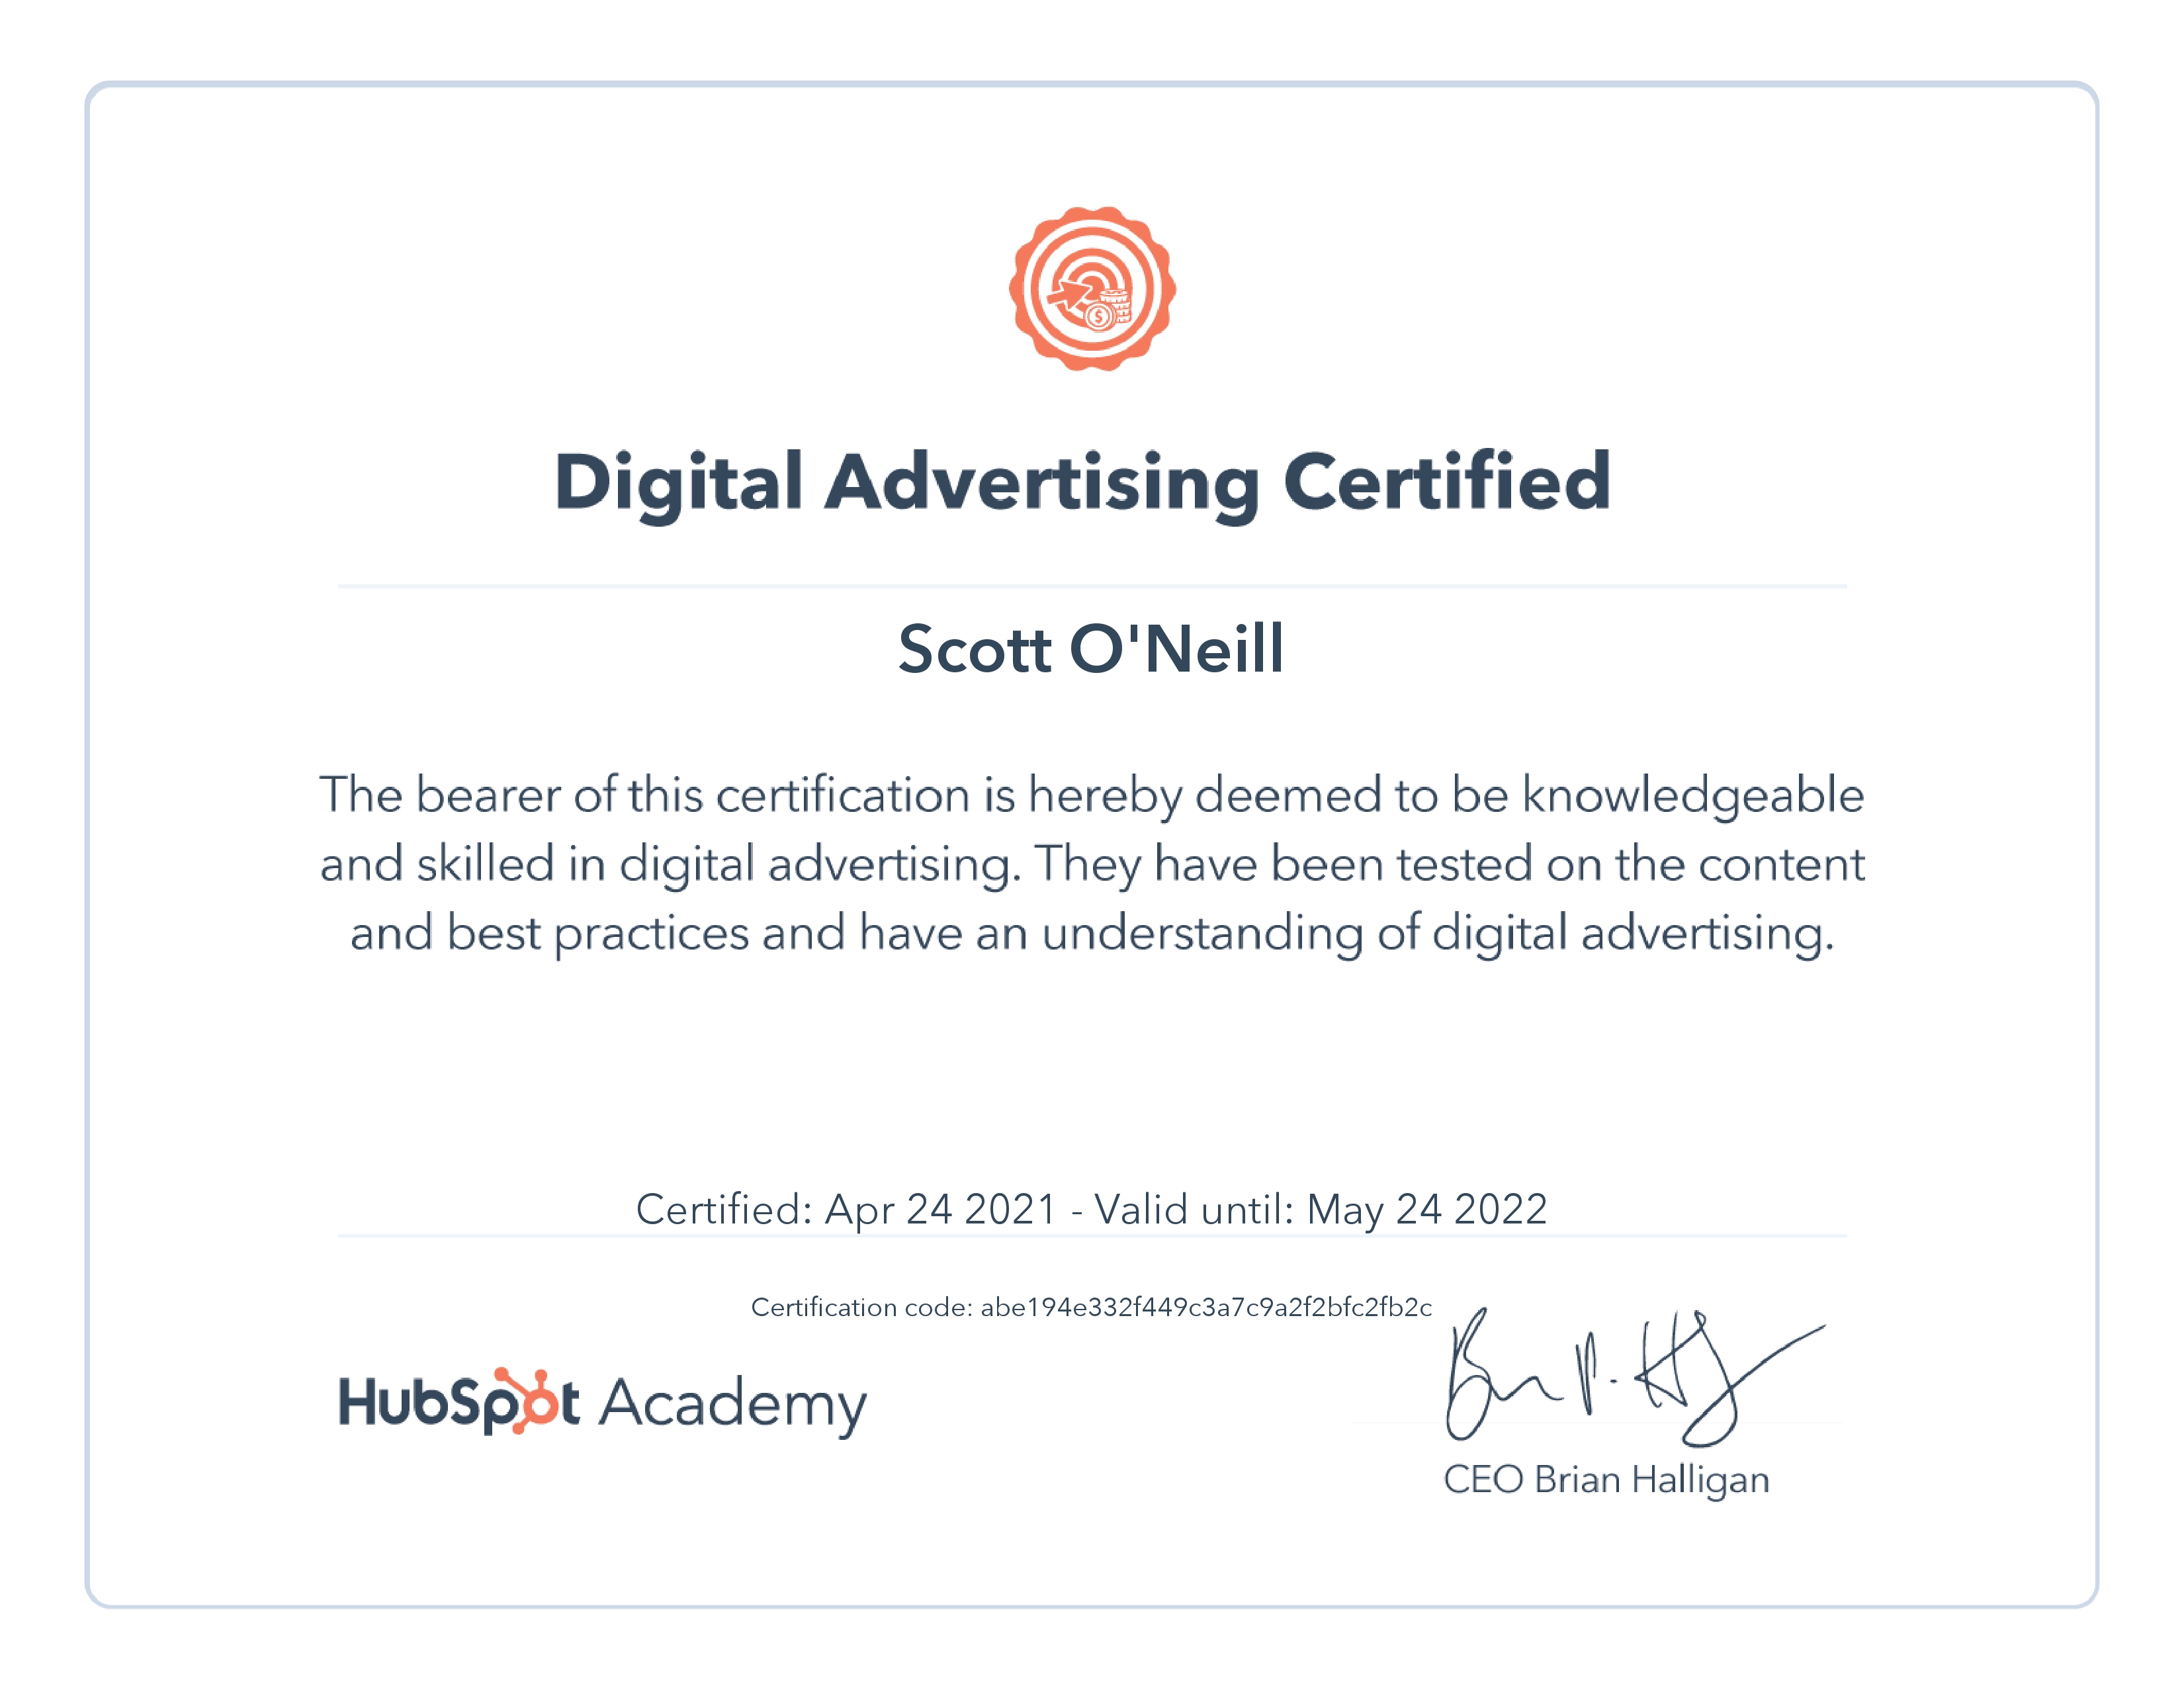 Digital Advertising Certified
Scott O'Neill
The bearer of this certification is hereby deemed to be knowledgeable
and skilled in digital advertising. They have been tested on the content
and best practices and have an understanding of digital advertising.
Certified: Apr 24 2021 - Valid until: May 24 2022
Certification code: abe194e332f449c3a7c9a2f2bfc2fb2c
HubSpot Academy
CEO Brian Halligan